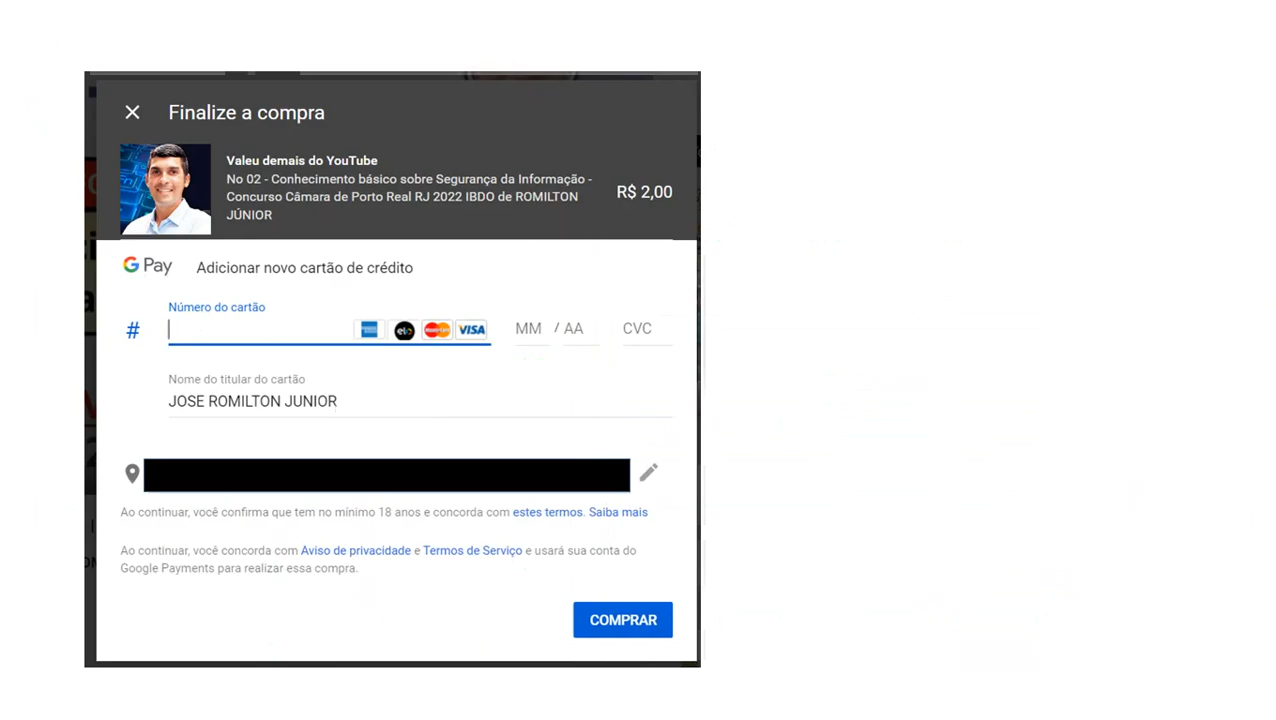 Finalize a compra
Valeu demais do YouTube
No 02 - Conhecimento básico sobre Segurança da Informação -
Concurso Câmara de Porto Real RJ 2022 IBDO de ROMILTON
JÚNIOR
R$ 2,00
G Pay Adicionar novo cartão de crédito
Número do cartão
# elo MasterCard VISA MM / AA CVC
Nome do titular do cartão
JOSE ROMILTON JUNIOR
Ao continuar, você confirma que tem no mínimo 18 anos e concorda com estes termos. Saiba mais
Ao continuar, você concorda com Aviso de privacidade e Termos de Serviço e usará sua conta do
Google Payments para realizar essa compra.
COMPRAR